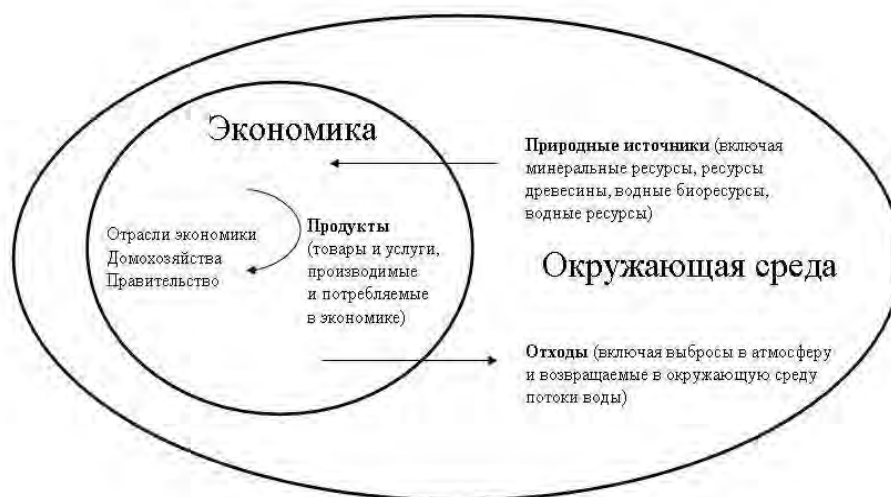 Экономика
Отрасли экономики
Домохозяйства
Правительство
Продукты
(товары и услуги,
производимые
и потребляемые
в экономике)
Природные источники (включая
минеральные ресурсы, ресурсы
древесины, водные биоресурсы,
водные ресурсы)
Окружающая среда
Отходы (включая выбросы в атмосферу
и возвращаемые в окружающую среду
потоки воды)